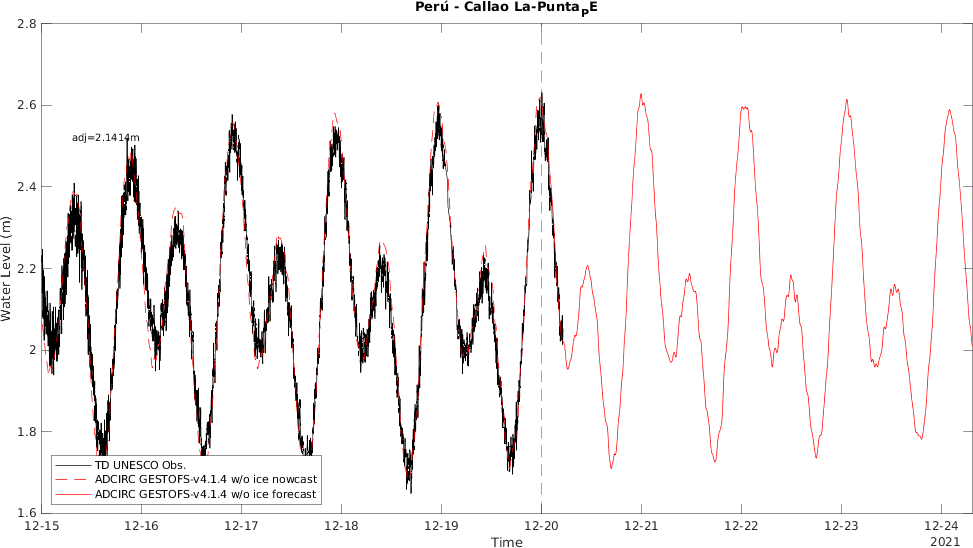 Perú - Callao La-PuntaPE
2.8
2.6
2.4
2.2
2
1.8
1.6
Water Level (m)
adj=2.1414m
TD UNESCO Obs.
ADCIRC GESTOFS-v4.1.4 w/o ice nowcast
ADCIRC GESTOFS-v4.1.4 w/o ice forecast
12-15 12-16 12-17 12-18 12-19 12-20 12-21 12-22 12-23 12-24
Time
2021